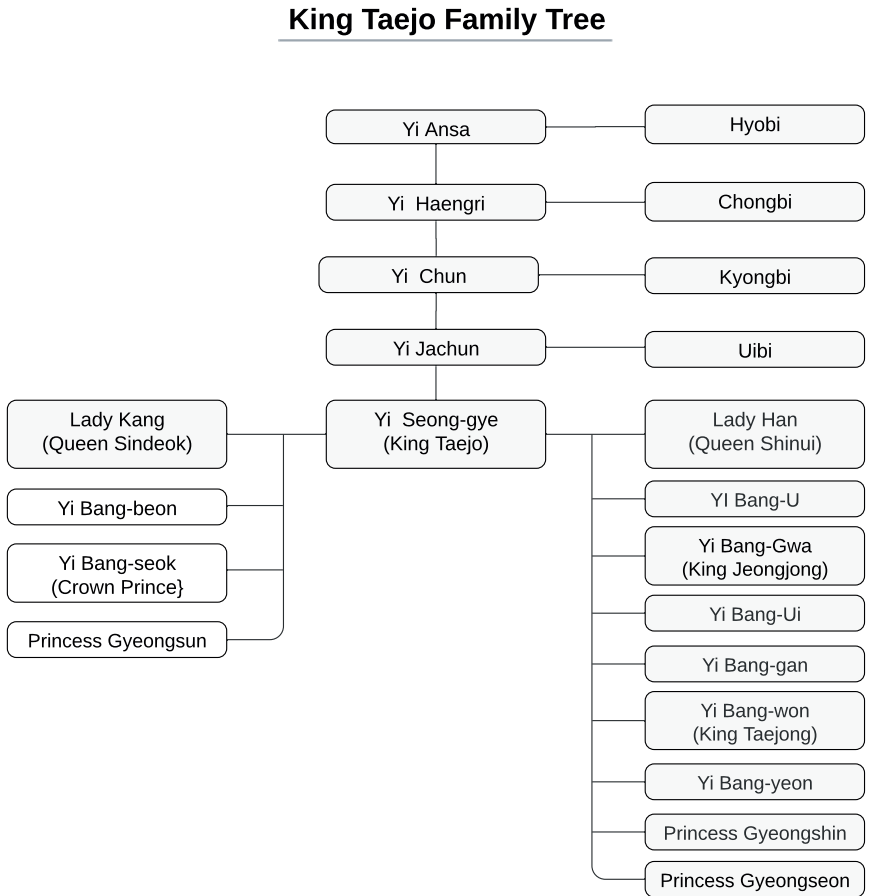 King Taejo Family Tree
Yi Ansa
Hyobi
Yi Haengri
Chongbi
Yi Chun
Kyongbi
Yi Jachun
Uibi
Lady Kang
(Queen Sindeok)
Yi Seong-gye
(King Taejo)
Lady Han
(Queen Shinui)
Yi Bang-beon
Yi Bang-seok
(Crown Prince}
Princess Gyeongsun
YI Bang-U
Yi Bang-Gwa
(King Jeongjong)
Yi Bang-Ui
Yi Bang-gan
Yi Bang-won
(King Taejong)
Yi Bang-yeon
Princess Gyeongshin
Princess Gyeongseon